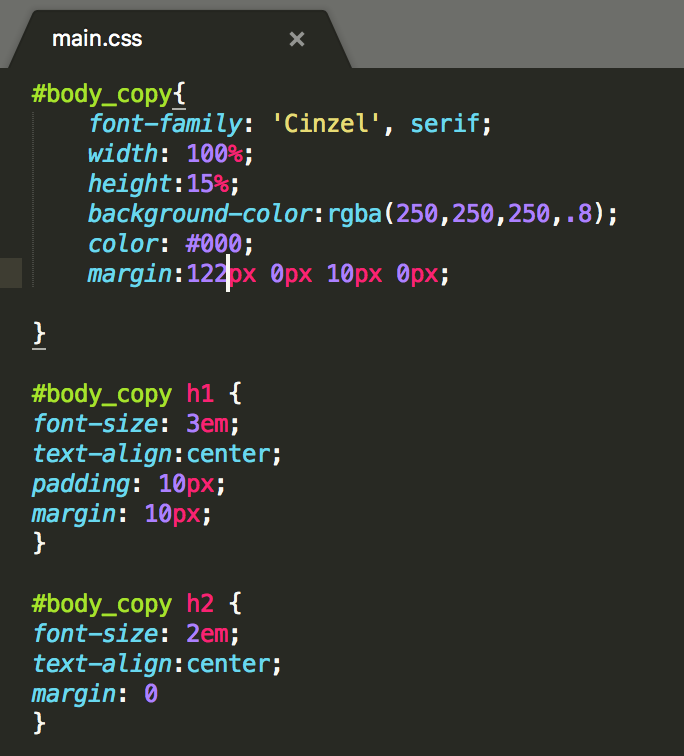 main.css
#body_copy{
font-family: 'Cinzel', serif;
width: 100%;
height:15%;
background-color:rgba(250,250,250,.8);
color: #000;
margin:122px 0px 10px 0px;
}
#body_copy h1 {
font-size: 3em;
text-align:center;
padding: 10px;
margin: 10px;
}
#body_copy h2 {
font-size: 2em;
text-align:center;
margin: 0
}